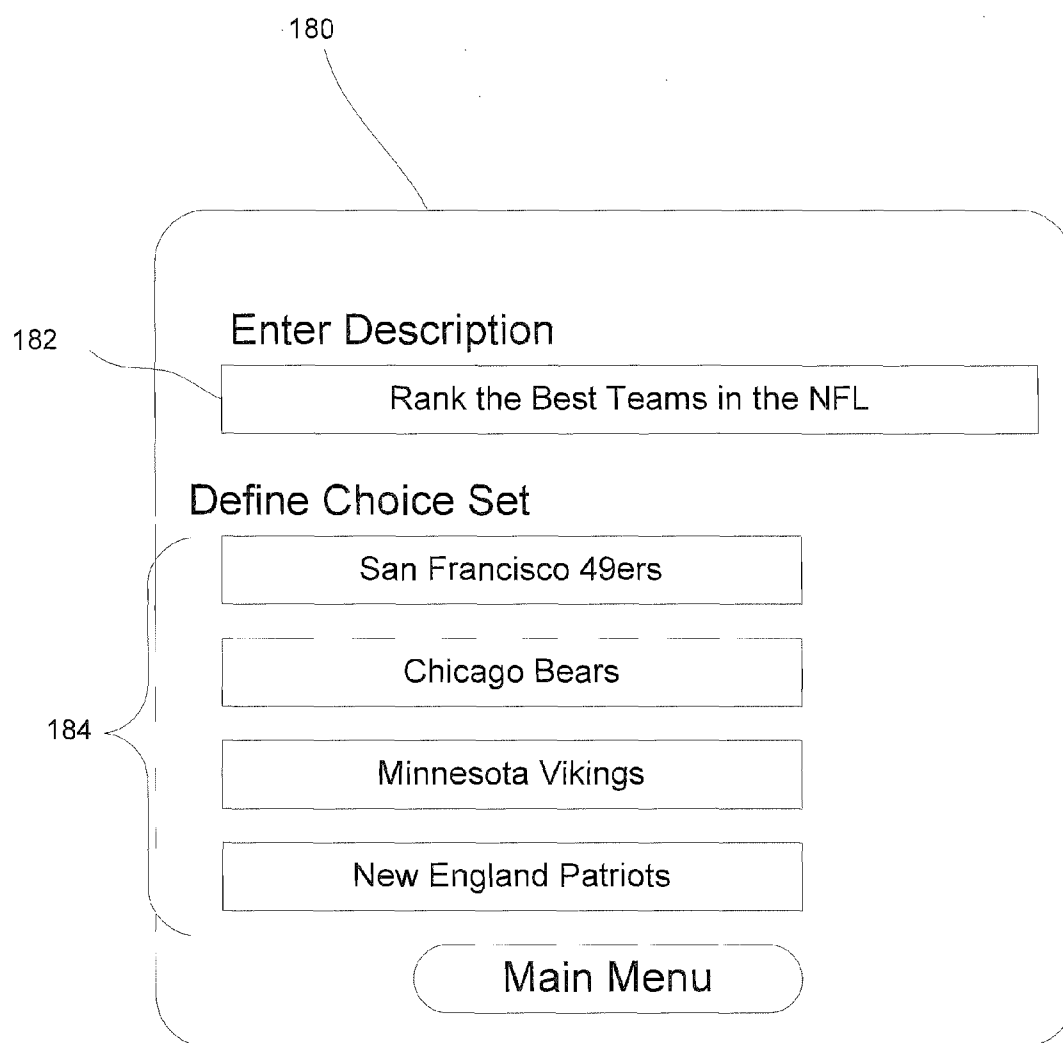 180
Enter Description
182
Rank the Best Teams in the NFL
Define Choice Set
San Francisco 49ers
Chicago Bears
184
Minnesota Vikings
New England Patriots
Main Menu